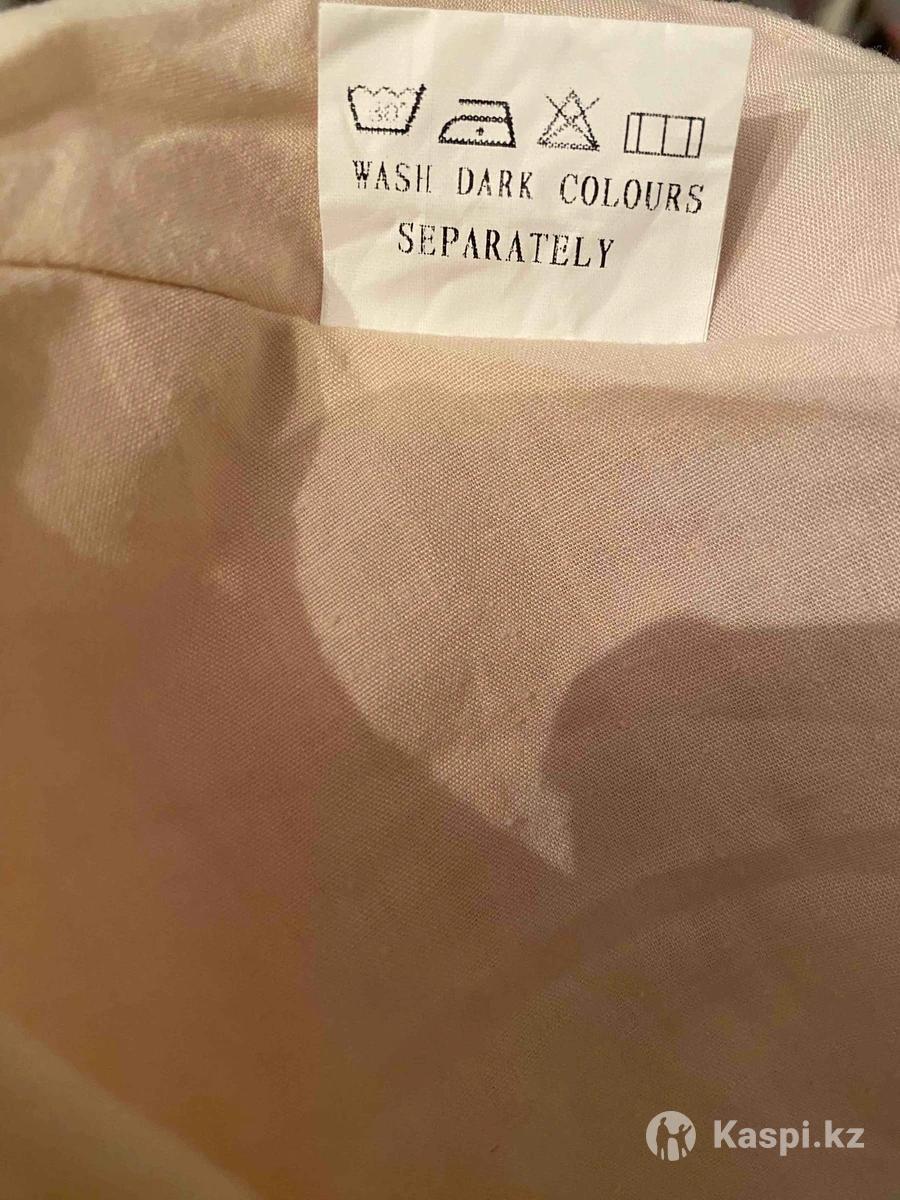 30°
WASH DARK COLOURS
SEPARATELY
Kaspi.kz